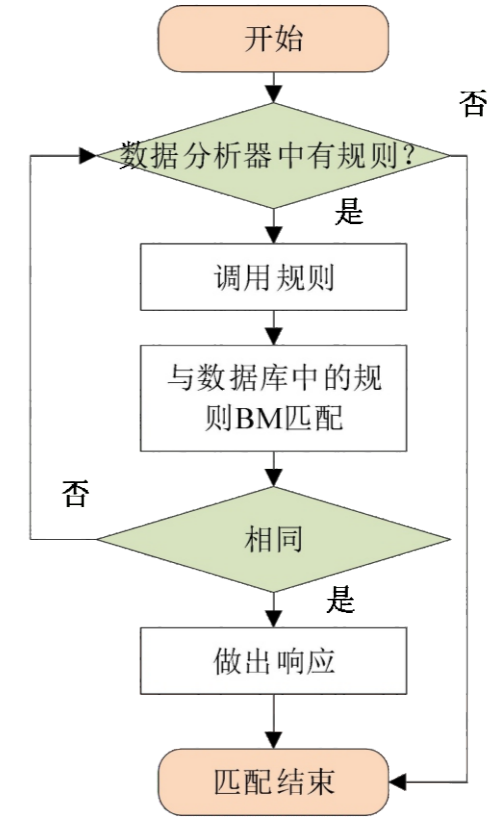 开始
否
数据分析器中有规则?
是
调用规则
与数据库中的规
则BM匹配
否
相同
是
做出响应
匹配结束